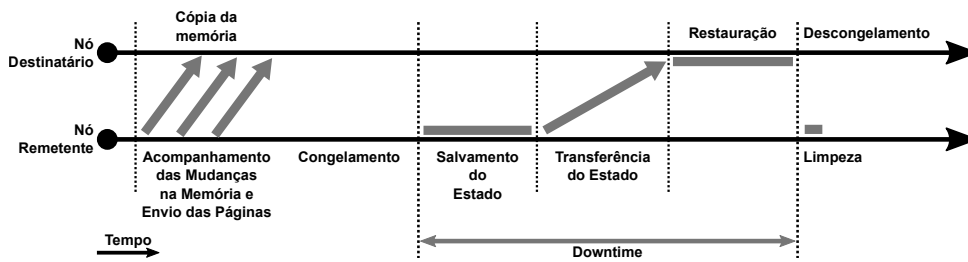 Cópia da
memória
Restauração
Descongelamento
Nó
Destinatário
Nó
Remetente
Acompanhamento
das Mudanças
na Memória e
Envio das Páginas
Congelamento
Salvamento
do
Estado
Transferência
do Estado
Limpeza
Tempo
Downtime